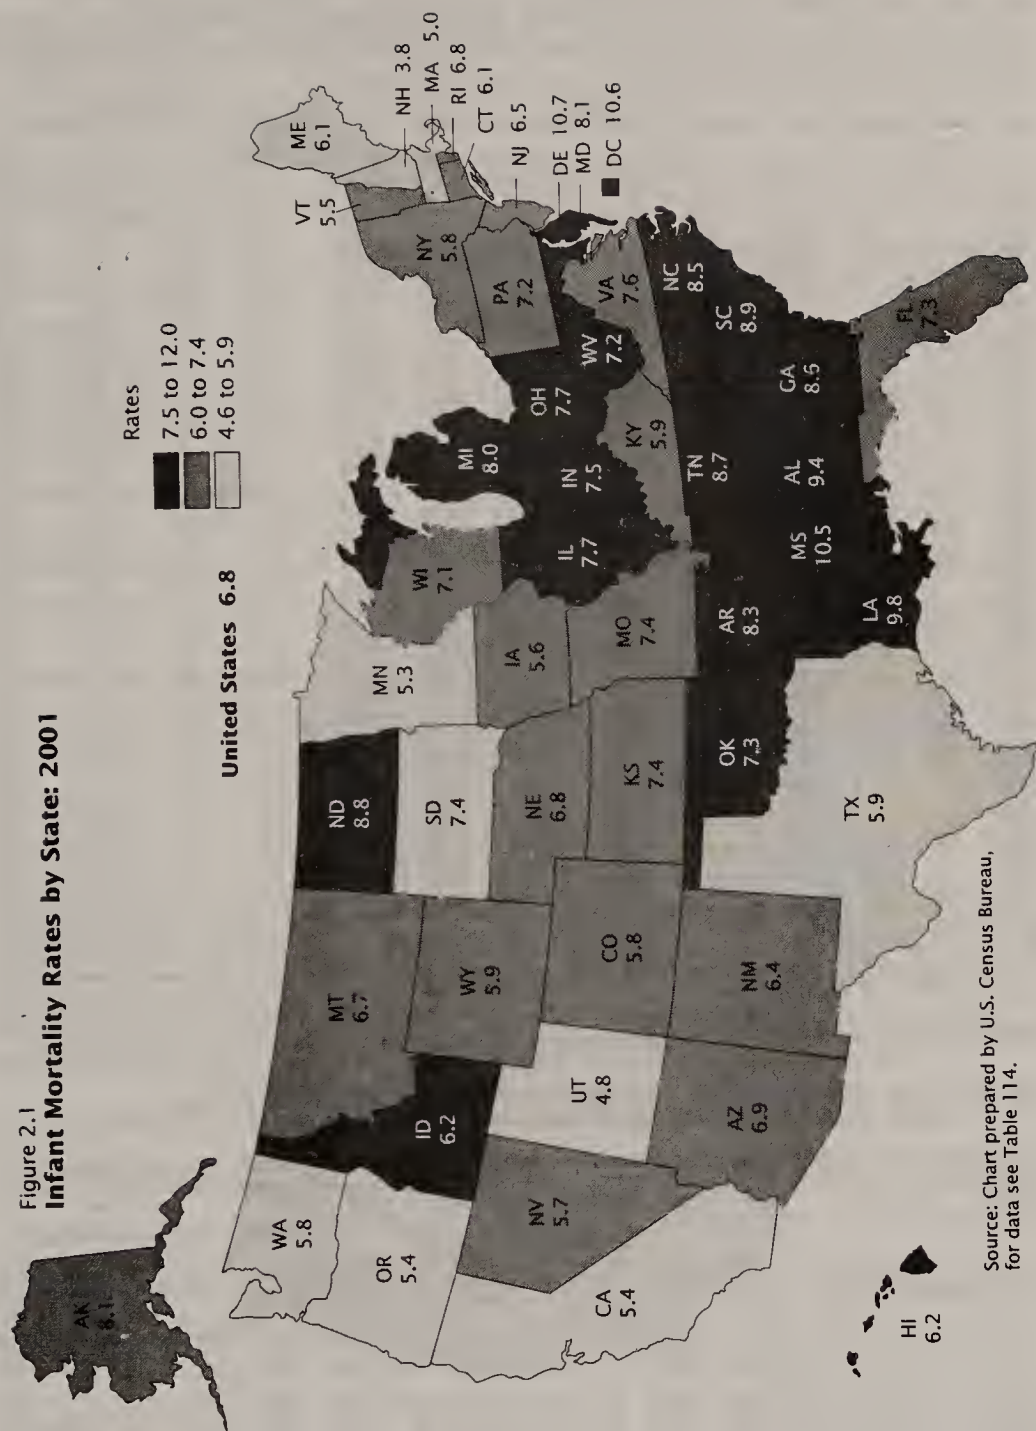 Figure 2.1
Infant Mortality Rates by State: 2001
Rates
7.5 to 12.0
6.0 to 7.4
4.6 to 5.9
United States 6.8
AK
8.1
WA
5.8
OR
5.4
CA
5.4
ID
6.2
NV
5.7
MT
6.7
WY
5.9
UT
4.8
AZ
6.9
CO
5.8
NM
6.4
ND
8.8
SD
7.4
NE
6.8
KS
7.4
OK
7.3
TX
5.9
MN
5.3
IA
5.6
MO
7.4
AR
8.3
LA
9.8
WI
7.1
IL
7.7
MS
10.5
MI
8.0
IN
7.5
KY
5.9
TN
8.7
AL
9.4
OH
7.7
WV
7.2
GA
8.6
FL
7.3
SC
8.9
NC
8.5
VA
7.6
PA
7.2
NY
5.8
VT
5.5
ME
6.1
NH 3.8
MA 5.0
RI 6.8
CT 6.1
NJ 6.5
DE 10.7
MD 8.1
DC 10.6
HI
6.2
Source: Chart prepared by U.S. Census Bureau,
for data see Table 114.